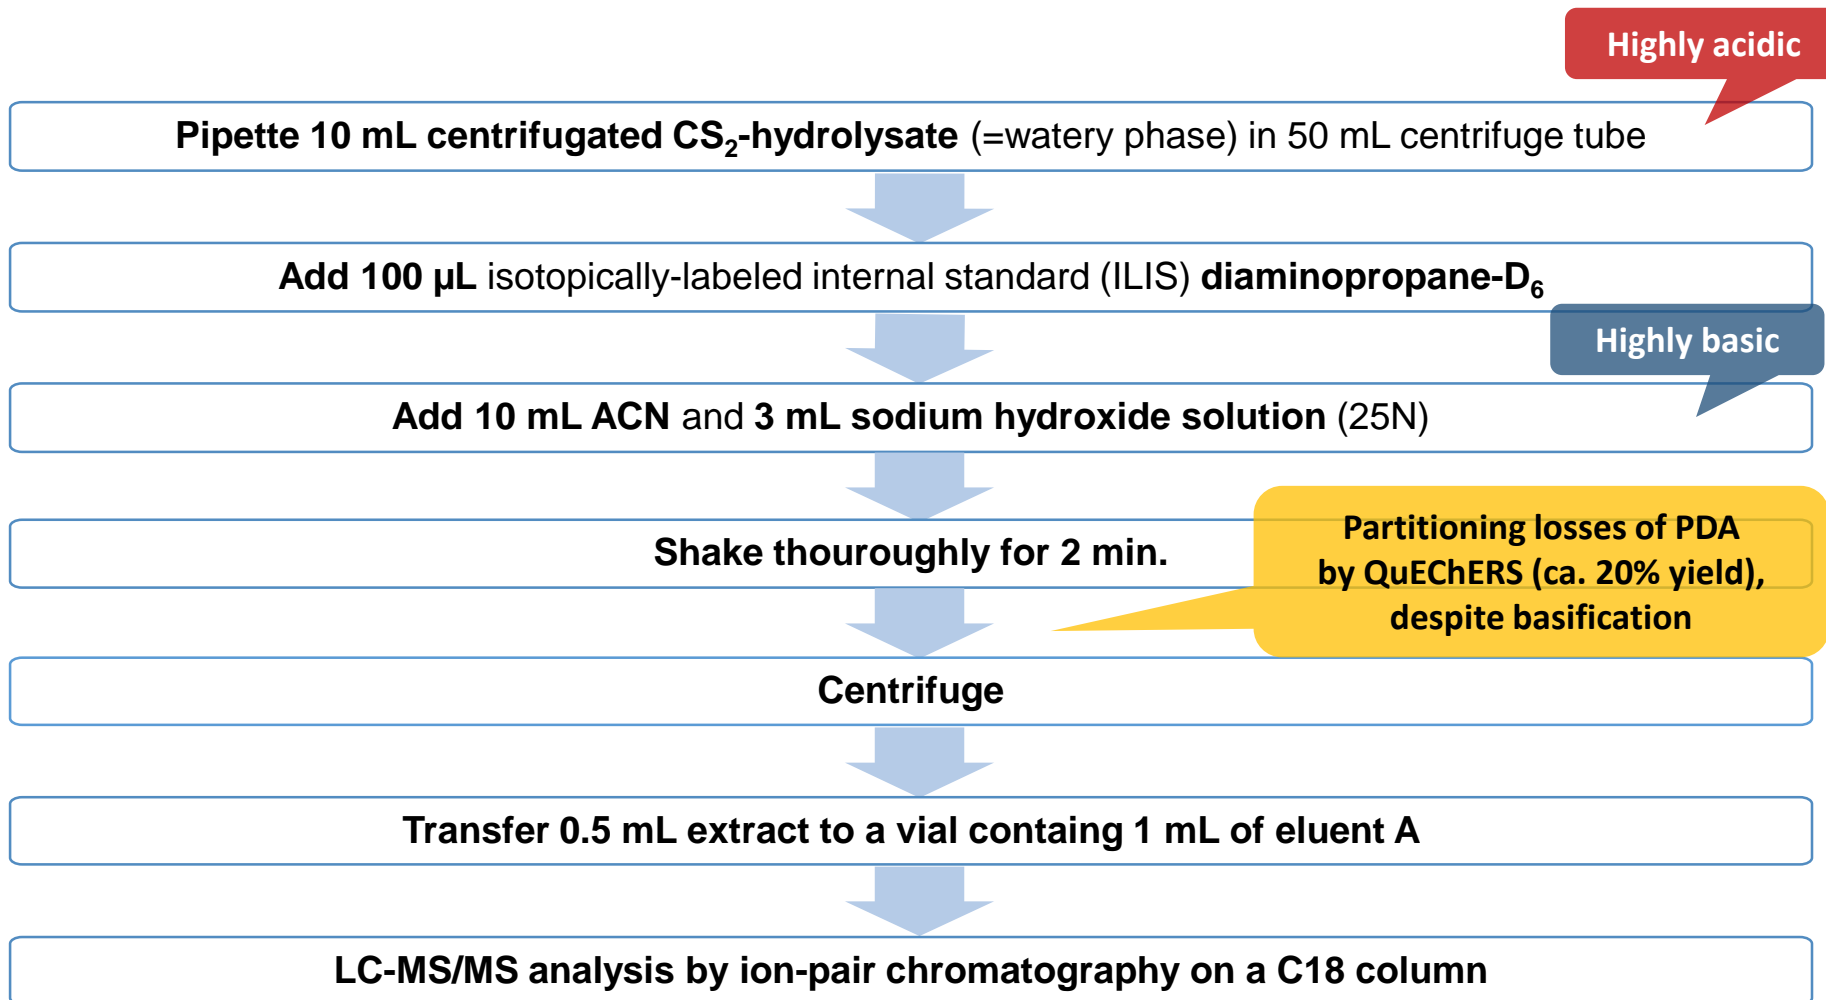 Highly acidic
Pipette 10 mL centrifugated CS₂-hydrolysate (=watery phase) in 50 mL centrifuge tube
Add 100 µL isotopically-labeled internal standard (ILIS) diaminopropane-D₆
Highly basic
Add 10 mL ACN and 3 mL sodium hydroxide solution (25N)
Shake thouroughly for 2 min.
Partitioning losses of PDA
by QuEChERS (ca. 20% yield),
despite basification
Centrifuge
Transfer 0.5 mL extract to a vial containg 1 mL of eluent A
LC-MS/MS analysis by ion-pair chromatography on a C18 column